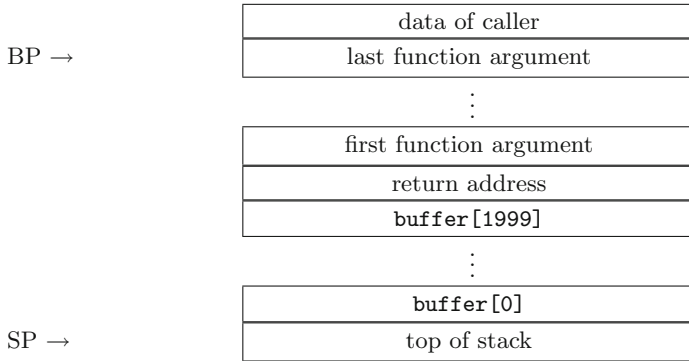 data of caller
BP → last function argument
⋮
first function argument
return address
buffer[1999]
⋮
buffer[0]
SP → top of stack